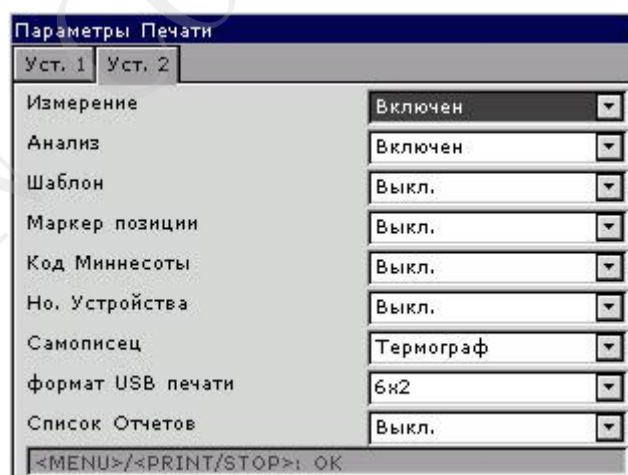 Параметры Печати
Уст. 1 Уст. 2
Измерение Включен
Анализ Включен
Шаблон Выкл.
Маркер позиции Выкл.
Код Миннесоты Выкл.
Но. Устройства Выкл.
Самописец Термограф
формат USB печати 6x2
Список Отчетов Выкл.
<MENU>/<PRINT/STOP>: OK